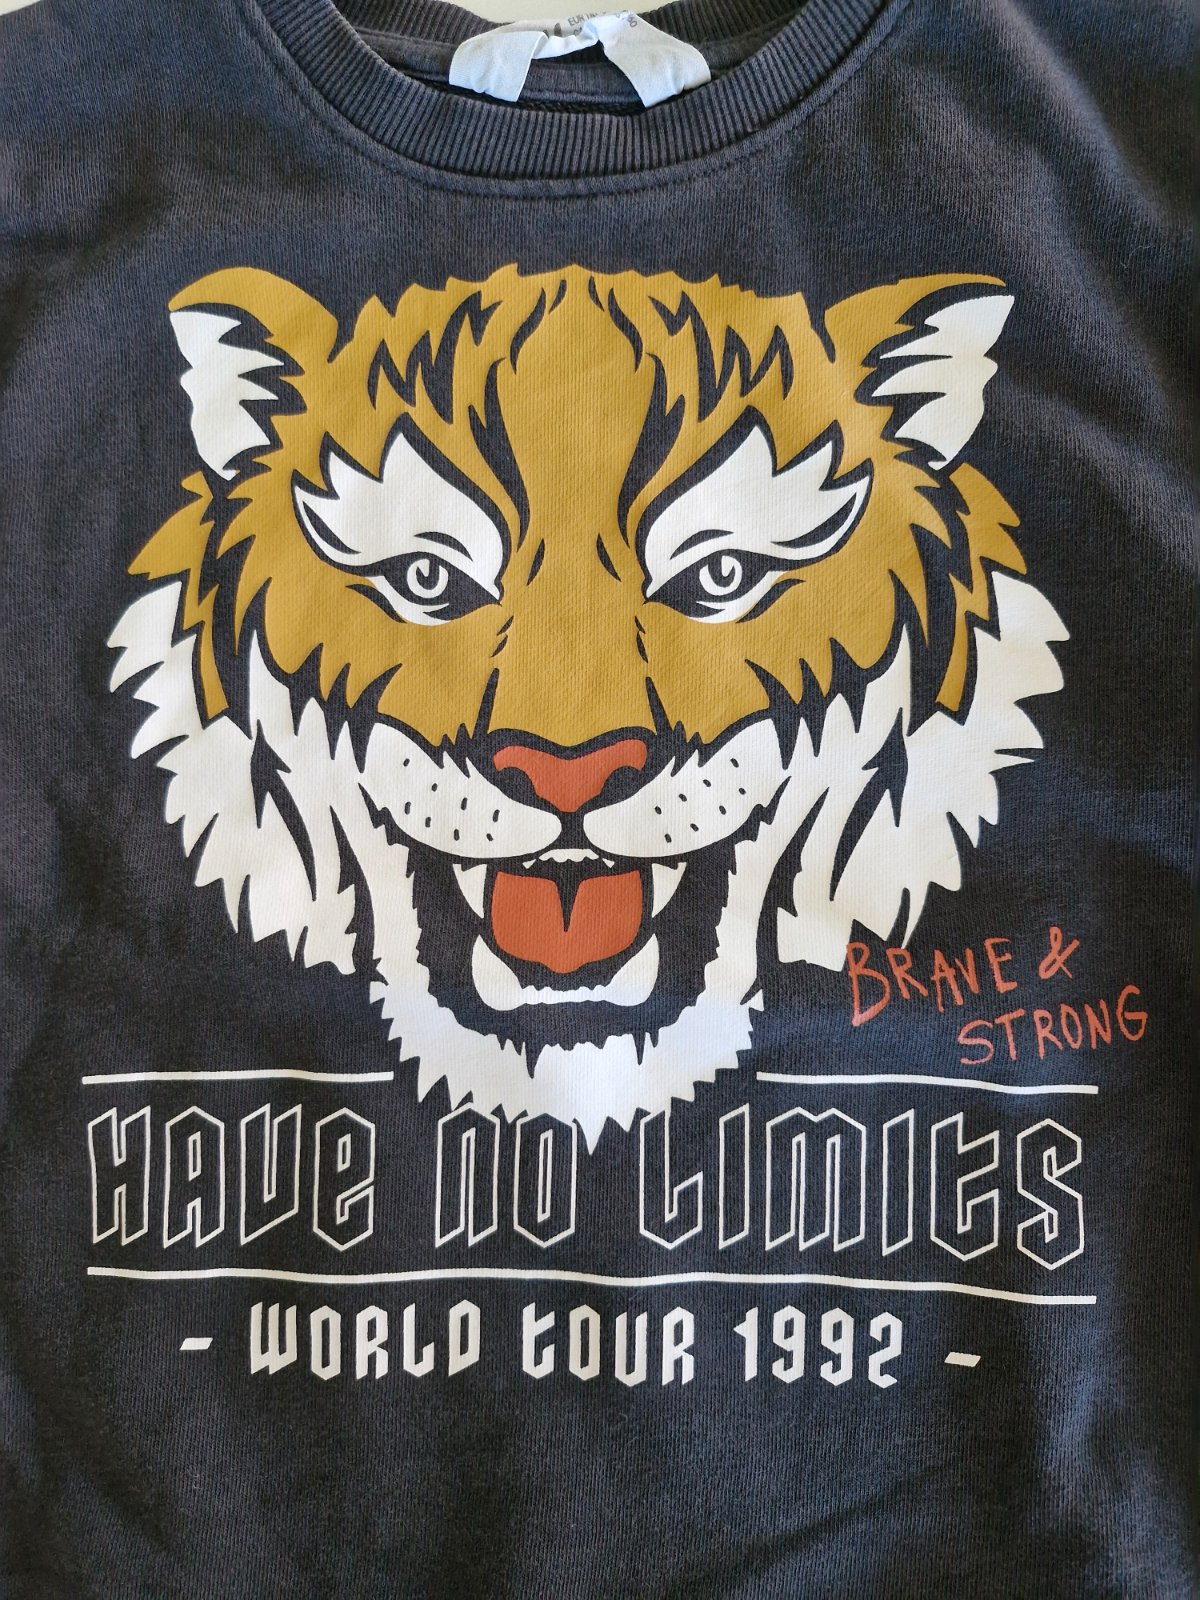 BRAVE &
STRONG
HAVE NO LIMITS
- WORLD TOUR 1992 -